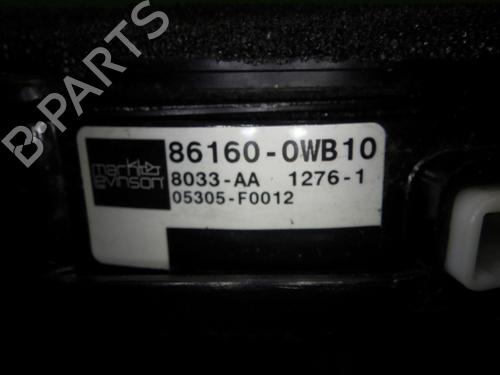 B-PARTS
mark
levinson
86160-0WB10
8033-AA 1276-1
05305-F0012